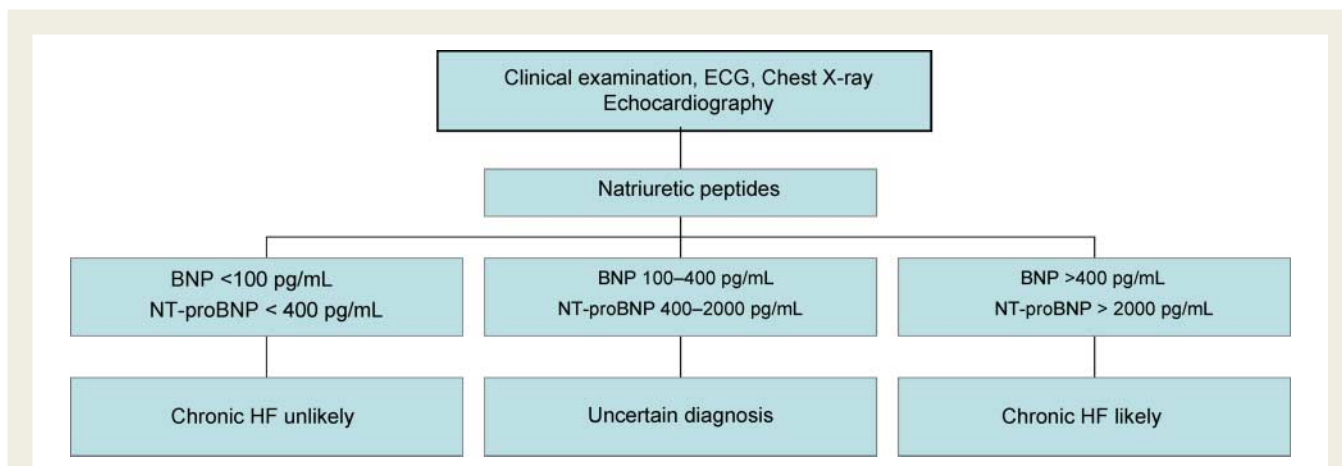 Clinical examination, ECG, Chest X-ray
Echocardiography
Natriuretic peptides
BNP <100 pg/mL
NT-proBNP < 400 pg/mL
BNP 100–400 pg/mL
NT-proBNP 400–2000 pg/mL
BNP >400 pg/mL
NT-proBNP > 2000 pg/mL
Chronic HF unlikely
Uncertain diagnosis
Chronic HF likely